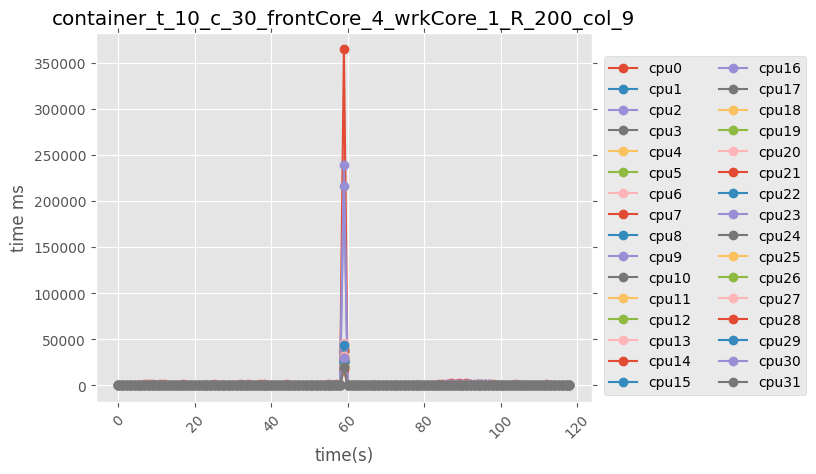 container_t_10_c_30_frontCore_4_wrkCore_1_R_200_col_9
350000
300000
250000
200000
150000
100000
50000
0
time ms
0
20
40
60
80
100
120
time(s)
cpu0
cpu1
cpu2
cpu3
cpu4
cpu5
cpu6
cpu7
cpu8
cpu9
cpu10
cpu11
cpu12
cpu13
cpu14
cpu15
cpu16
cpu17
cpu18
cpu19
cpu20
cpu21
cpu22
cpu23
cpu24
cpu25
cpu26
cpu27
cpu28
cpu29
cpu30
cpu31